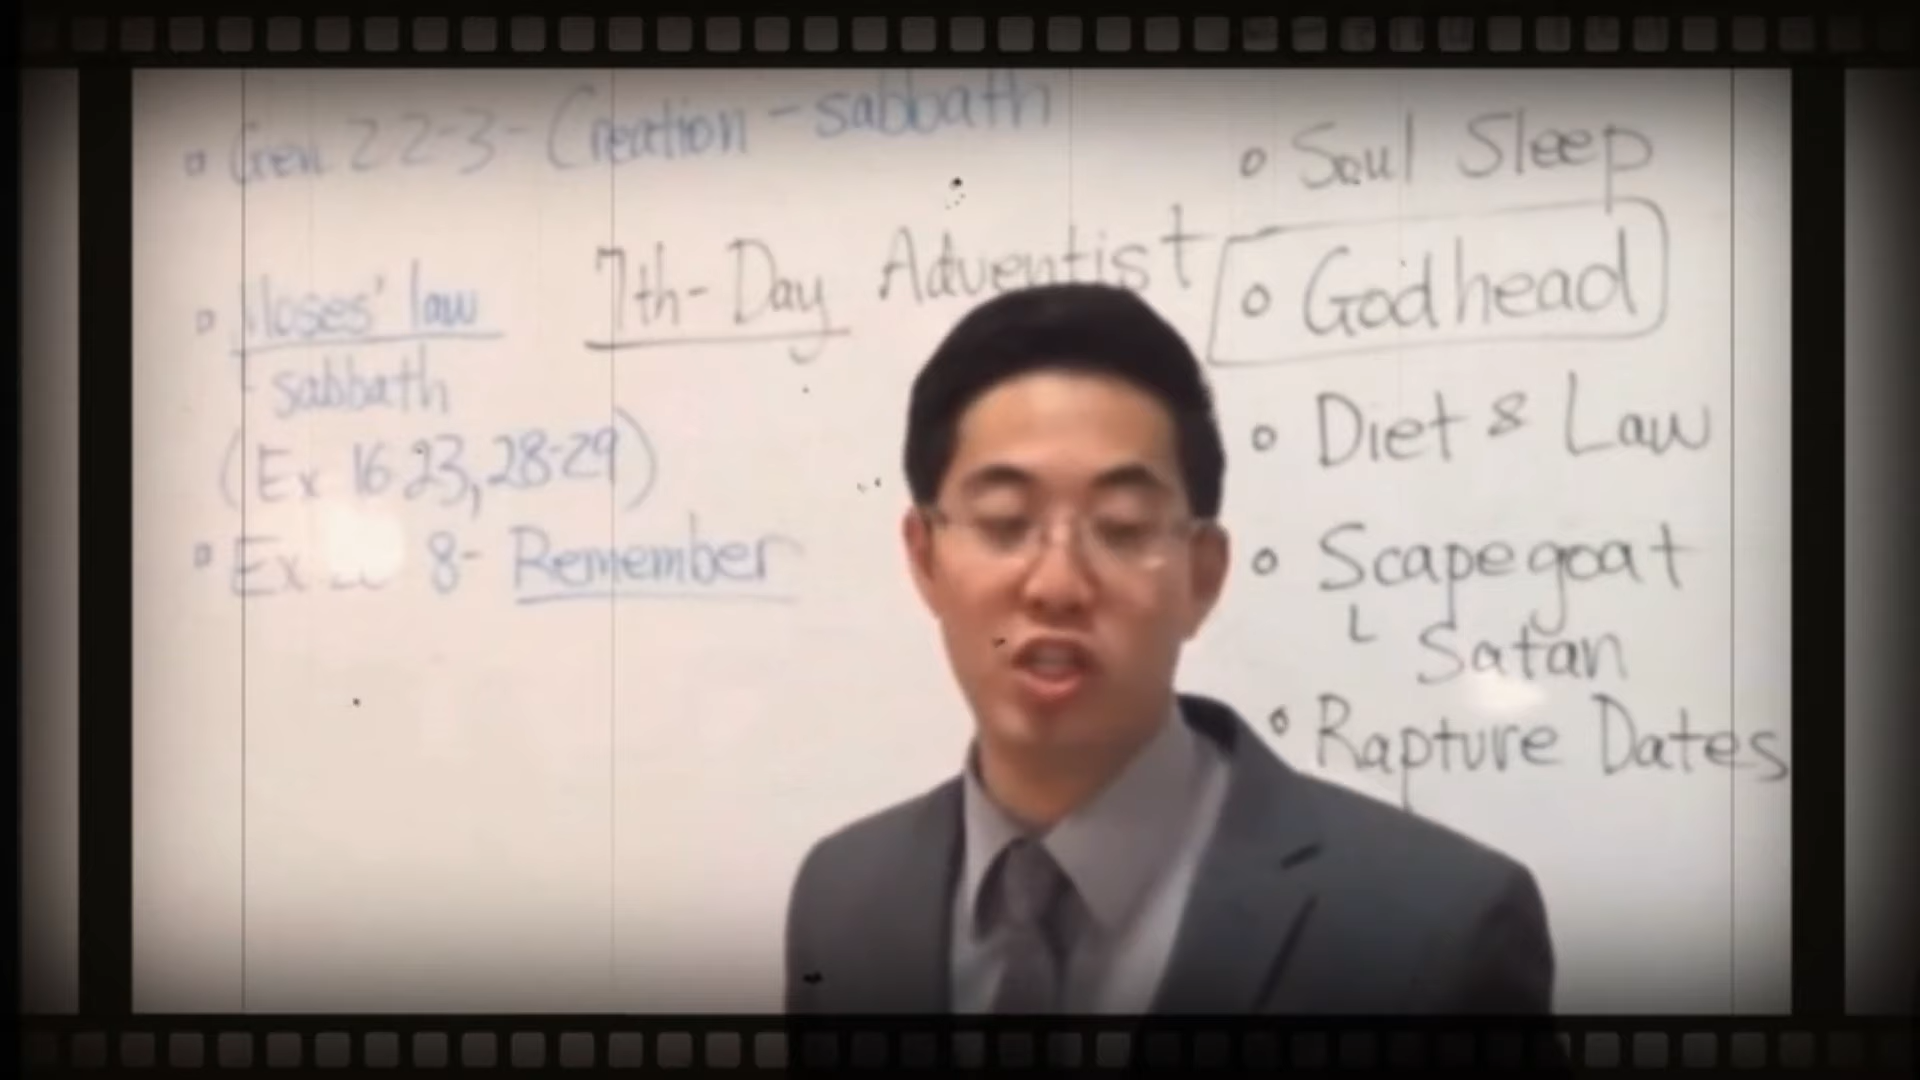 Gen 2 2-3 - Creation - sabbath
Moses' law
- sabbath
(Ex 16 23, 28-29)
Ex 8 - Remember
7th-Day Adventist
Soul Sleep
Godhead
Diet & Law
Scapegoat
Satan
Rapture Dates